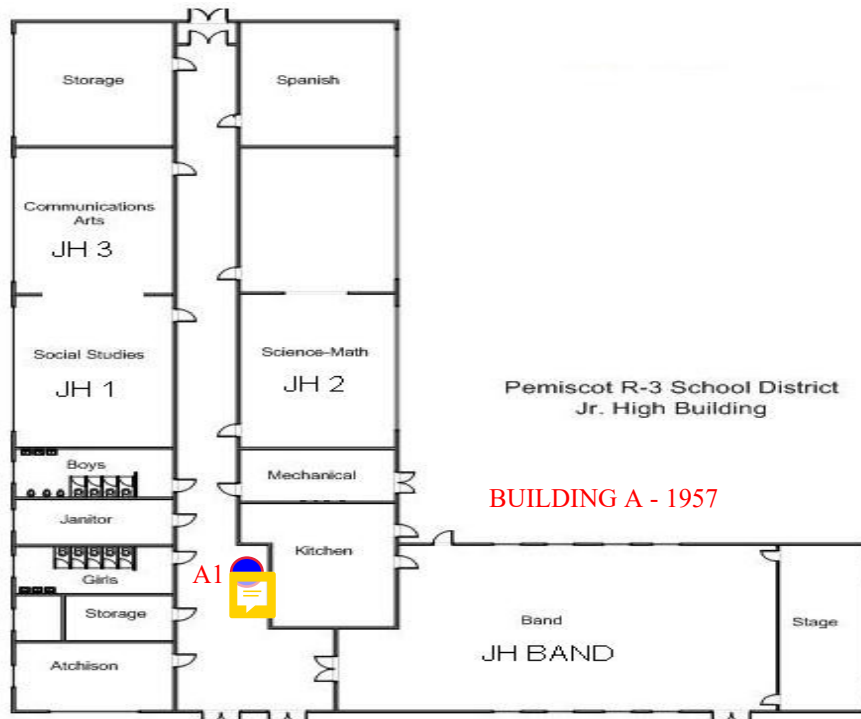 Storage
Spanish
Communications
Arts
JH 3
Social Studies
JH 1
Science-Math
JH 2
Pemiscot R-3 School District
Jr. High Building
Boys
Mechanical
BUILDING A - 1957
Janitor
Kitchen
A1
Girls
Storage
Band
JH BAND
Stage
Atchison